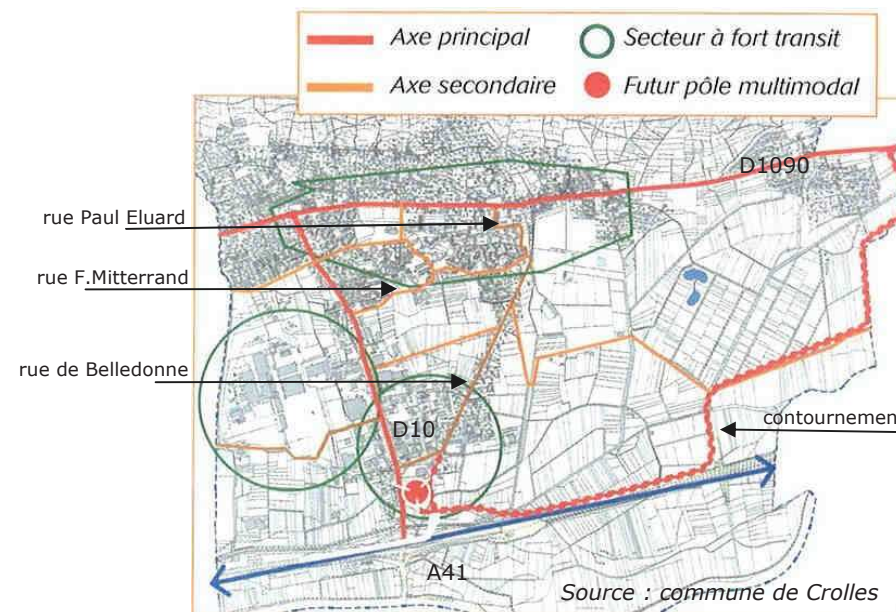 Axe principal
Secteur à fort transit
Axe secondaire
Futur pôle multimodal
D1090
rue Paul Eluard
rue F.Mitterrand
rue de Belledonne
D10
contournemen
A41
Source : commune de Crolles